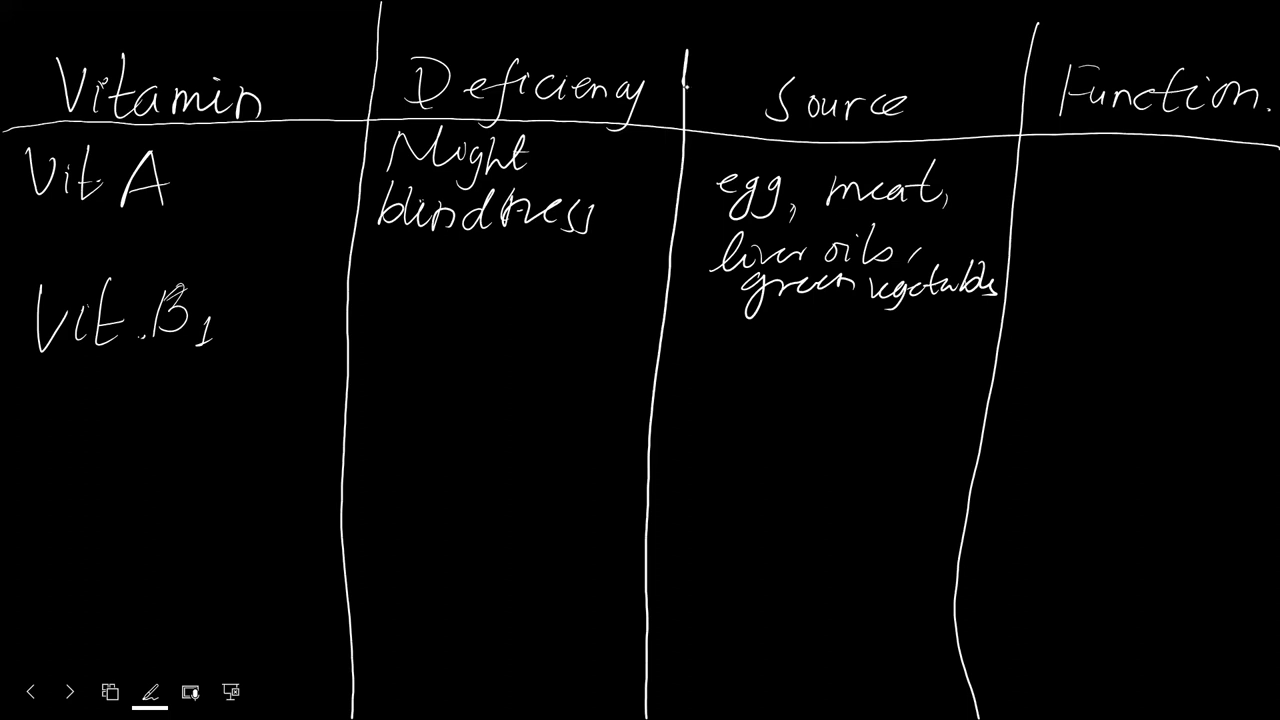 Vitamin Deficiency Source Function.
Vit A Night blindness egg, meat, liver oils, green vegetables
Vit. B1